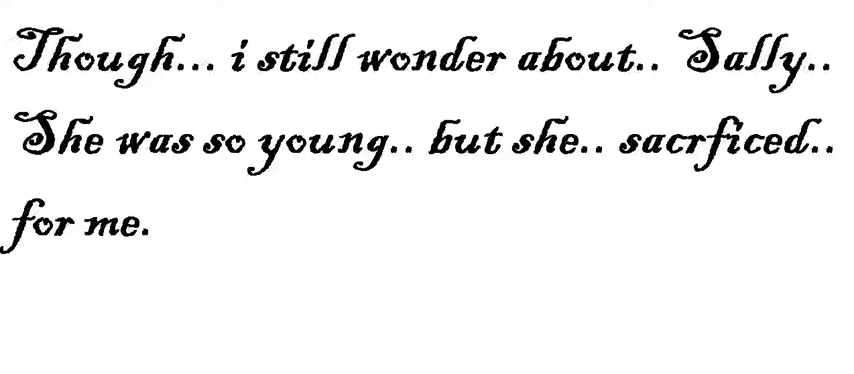 Though... i still wonder about.. Sally..
She was so young.. but she.. sacrficed..
for me.